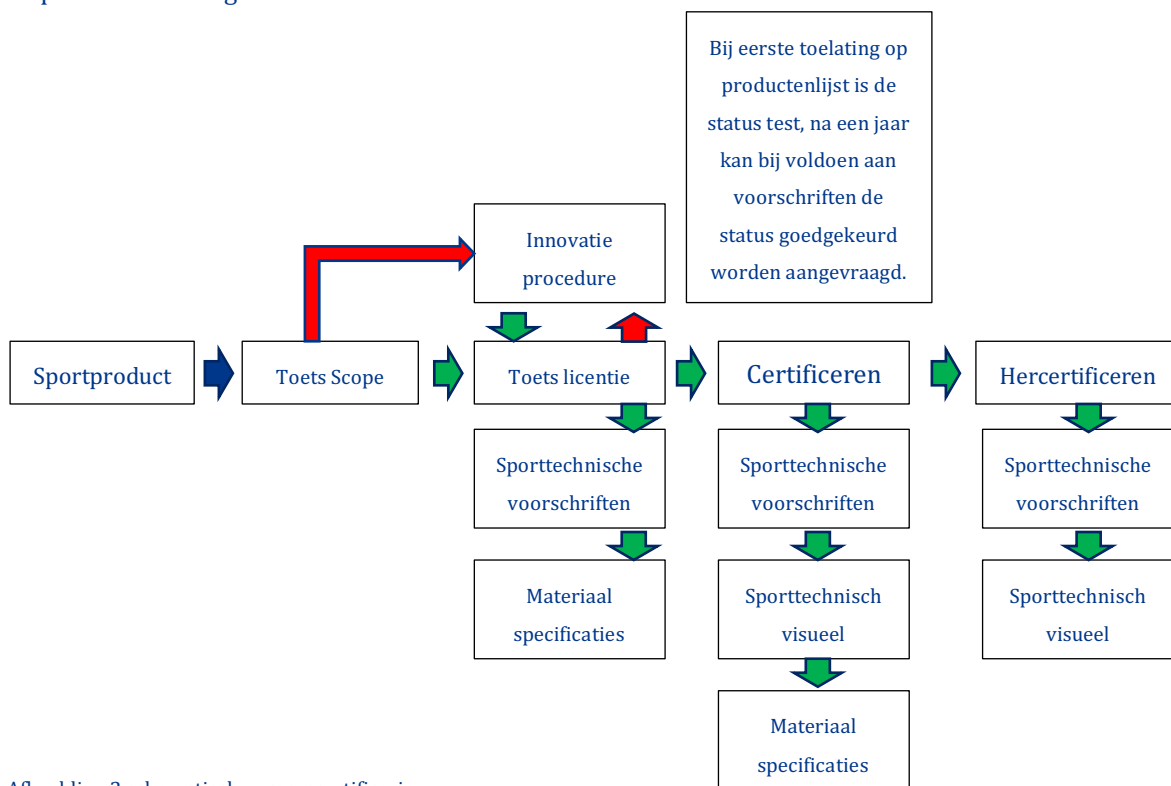 Bij eerste toelating op
productenlijst is de
status test, na een jaar
kan bij voldoen aan
voorschriften de
status goedgekeurd
worden aangevraagd.
Innovatie
procedure
Sportproduct
Toets Scope
Toets licentie
Certificeren
Hercertificeren
Sporttechnische
voorschriften
Sporttechnische
voorschriften
Sporttechnische
voorschriften
Materiaal
specificaties
Sporttechnisch
visueel
Sporttechnisch
visueel
Materiaal
specificaties